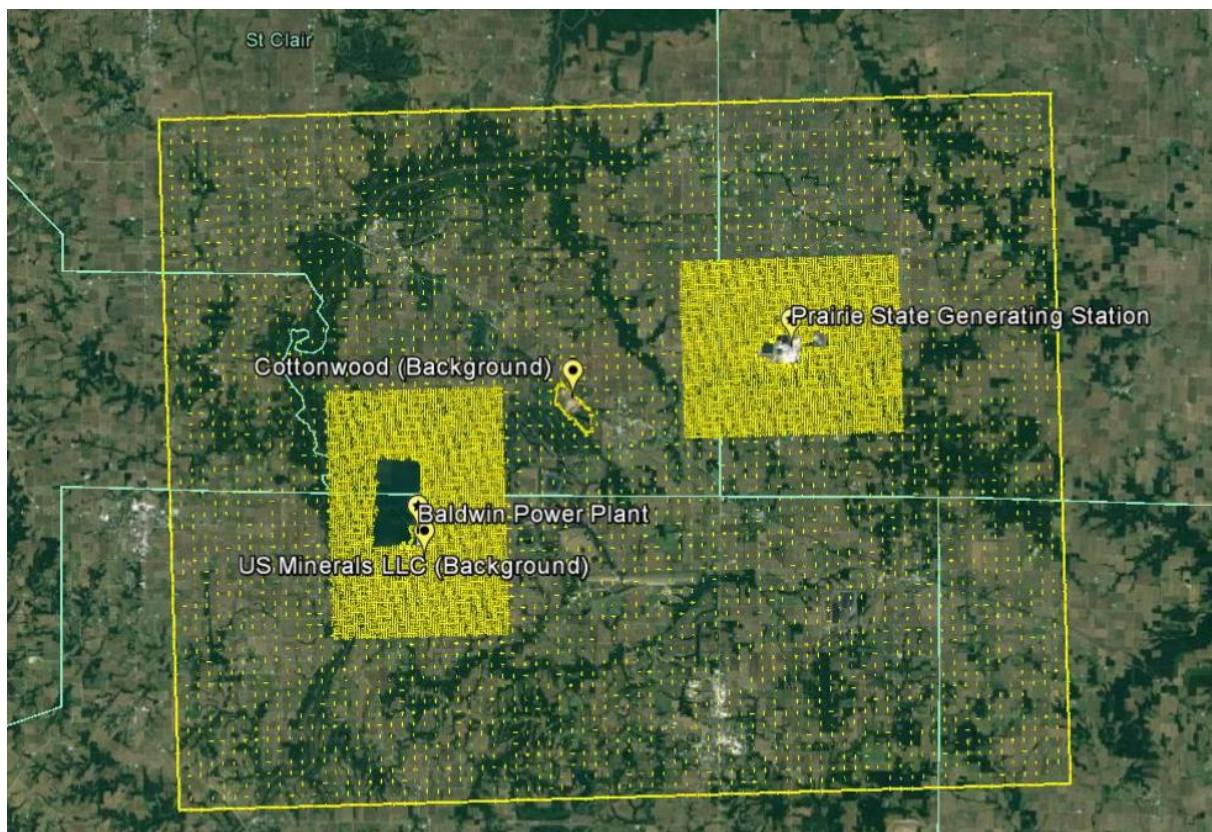 St Clair
Prairie State Generating Station
Cottonwood (Background)
Baldwin Power Plant
US Minerals LLC (Background)